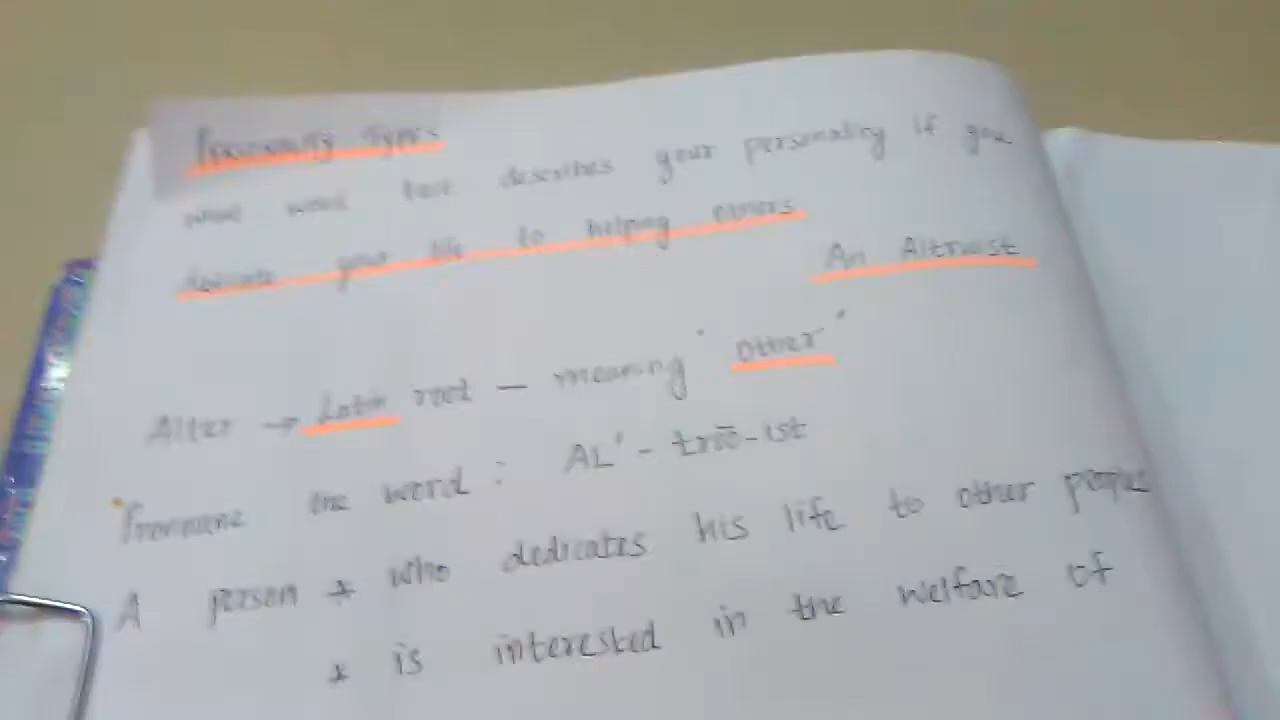 Personality Types
what word best describes your personality if you
dedicate your life to helping others
An Altruist
Alter → Latin root — meaning 'other'
Pronounce the word : AL' - trōō - ist
A person * who dedicates his life to other people
* is interested in the welfare of